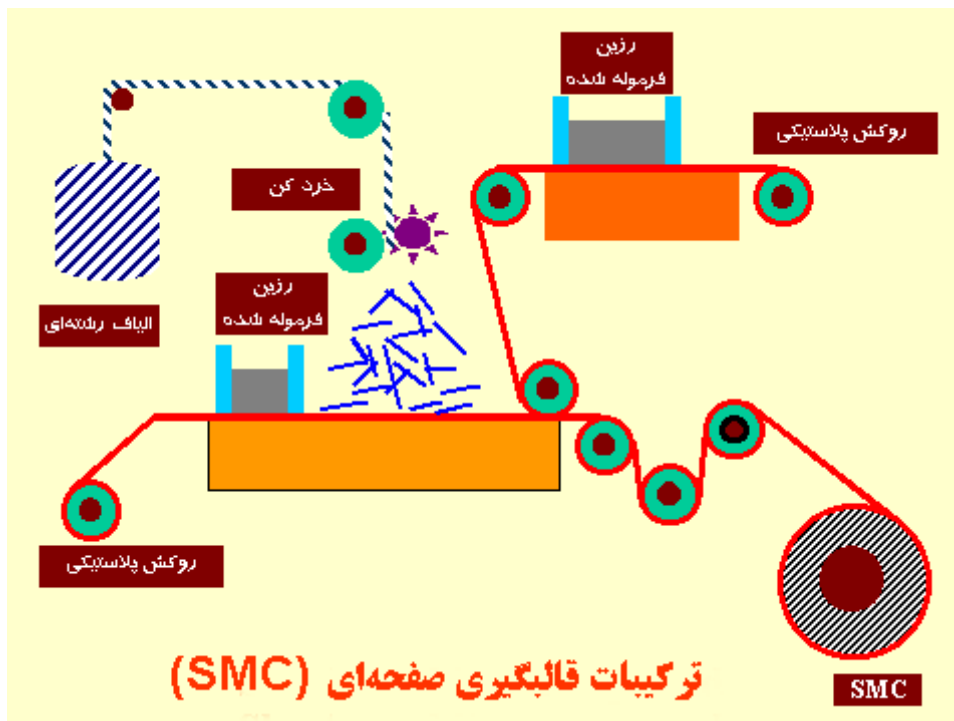 رزین
فرموله شده
روکش پلاستیکی
خرد کن
رزین
فرموله شده
الیاف رشته‌ای
روکش پلاستیکی
ترکیبات قالبگیری صفحه‌ای (SMC)
SMC